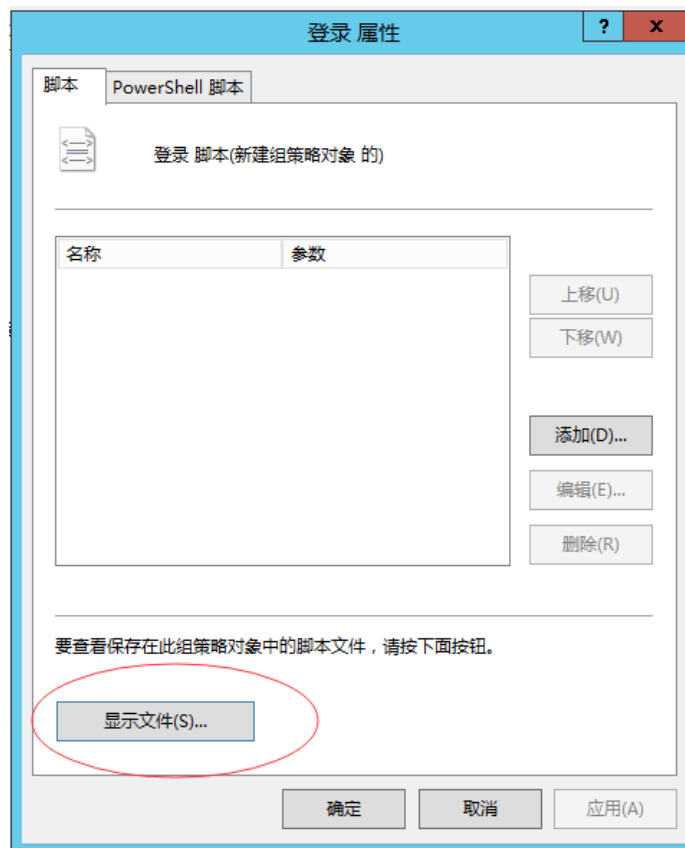 登录 属性
?
x
脚本
PowerShell 脚本
登录 脚本(新建组策略对象 的)
名称
参数
上移(U)
下移(W)
添加(D)...
编辑(E)...
删除(R)
要查看保存在此组策略对象中的脚本文件，请按下面按钮。
显示文件(S)...
确定
取消
应用(A)